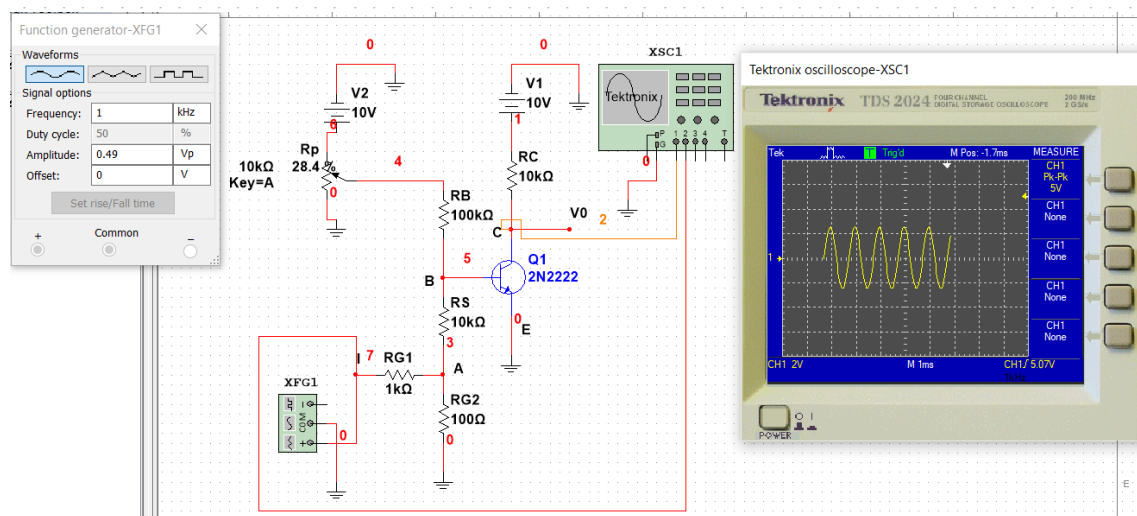 Function generator-XFG1
Waveforms
Signal options
Frequency: 1 kHz
Duty cycle: 50 %
Amplitude: 0.49 Vp
Offset: 0 V
Set rise/Fall time
+ Common −
0
0
V2
10V
6
V1
10V
1
XSC1
Tektronix
P
G
1 2 3 4 T
0
Rp
28.4 %
10kΩ
Key=A
0
4
RC
10kΩ
RB
100kΩ
V0
2
C
5
B
Q1
2N2222
RS
10kΩ
3
0
E
I
7
RG1
1kΩ
A
XFG1
COM
+
0
RG2
100Ω
0
Tektronix oscilloscope-XSC1
Tektronix TDS 2024 FOUR CHANNEL DIGITAL STORAGE OSCILLOSCOPE 200 MHz 2 GS/s
Tek T Trig'd M Pos: -1.7ms MEASURE
CH1
Pk-Pk
5V
CH1
None
CH1
None
CH1
None
CH1
None
1
CH1 2V M 1ms CH1 5.07V
POWER
E